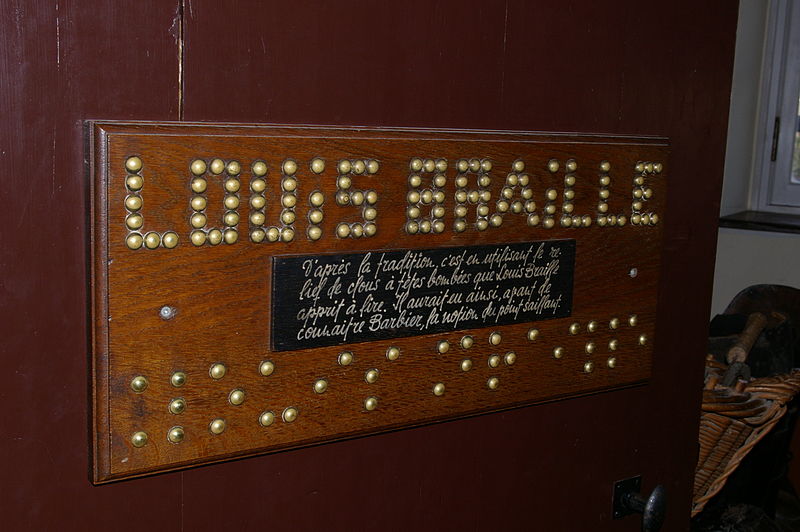 LOUIS BRAILLE
D'après la tradition c'est en utilisant le re-
lief de clous à têtes bombées que Louis Braille
apprit à lire. Il aurait eu ainsi, avant de
connaître Barbier, la notion du point saillant
⠨⠇⠕⠥⠊⠎ ⠨⠃⠗⠁⠊⠇⠇⠑